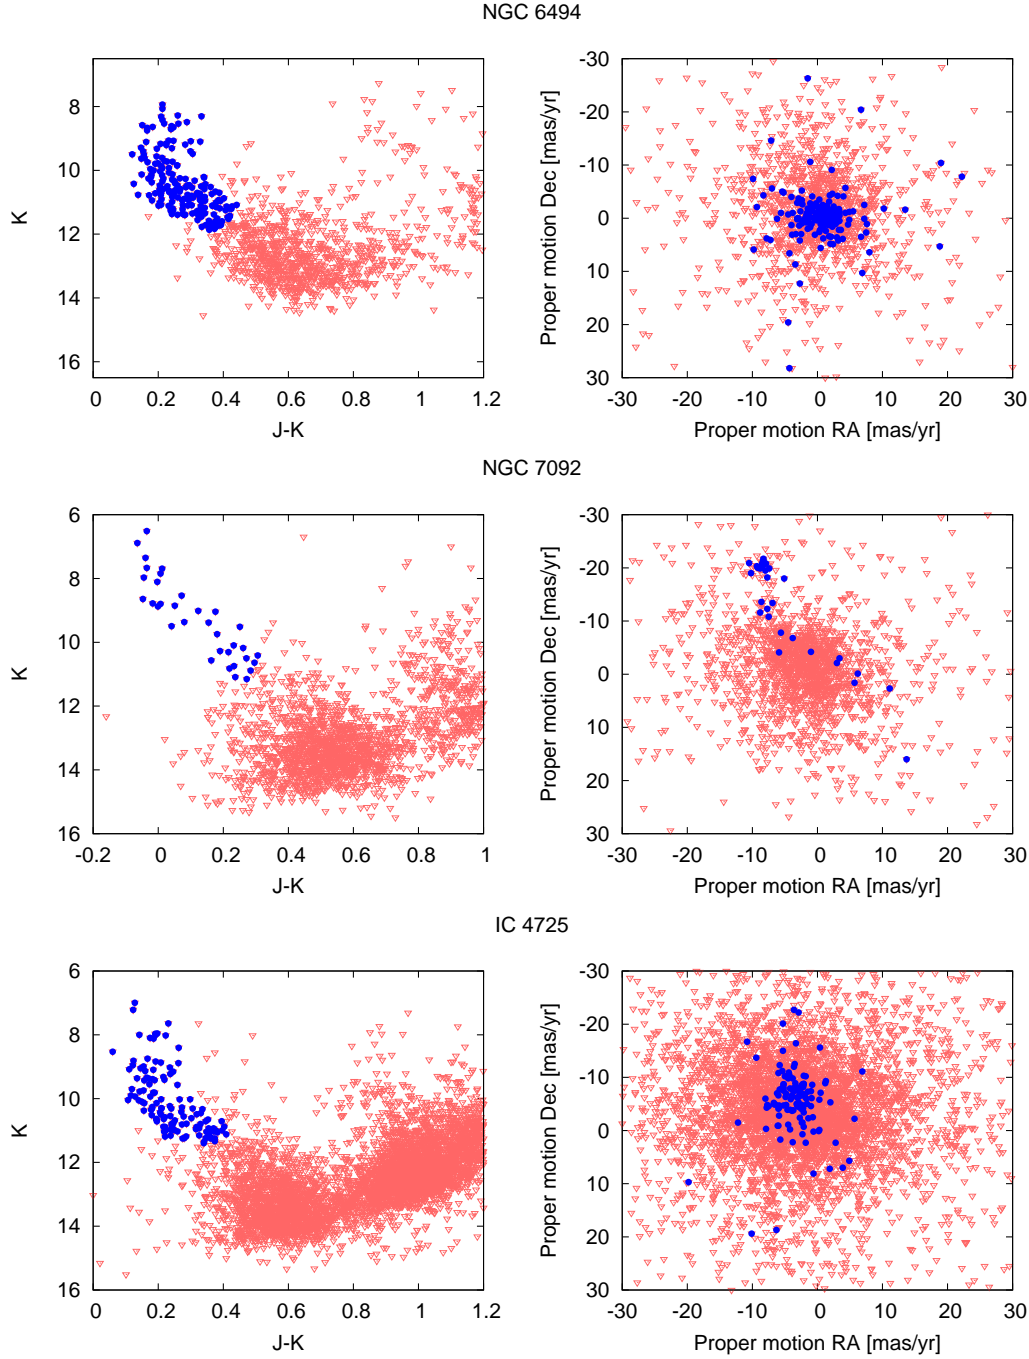 NGC 6494
8
10
12
14
16
K
0 0.2 0.4 0.6 0.8 1 1.2
J-K
-30
-20
-10
0
10
20
30
Proper motion Dec [mas/yr]
-30 -20 -10 0 10 20 30
Proper motion RA [mas/yr]
NGC 7092
6
8
10
12
14
16
K
-0.2 0 0.2 0.4 0.6 0.8 1
J-K
-30
-20
-10
0
10
20
30
Proper motion Dec [mas/yr]
-30 -20 -10 0 10 20 30
Proper motion RA [mas/yr]
IC 4725
6
8
10
12
14
16
K
0 0.2 0.4 0.6 0.8 1 1.2
J-K
-30
-20
-10
0
10
20
30
Proper motion Dec [mas/yr]
-30 -20 -10 0 10 20 30
Proper motion RA [mas/yr]